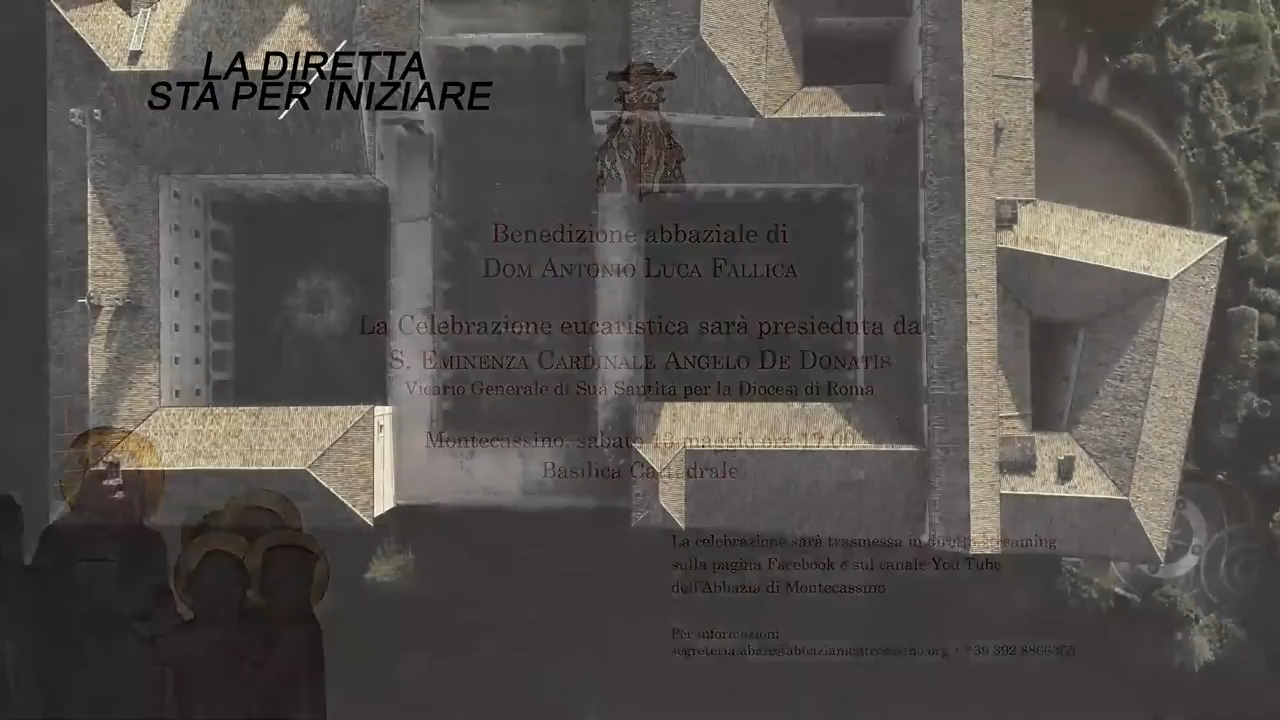 LA DIRETTA
STA PER INIZIARE
Benedizione abbaziale di
DOM ANTONIO LUCA FALLICA
La Celebrazione eucaristica sarà presieduta da
S. EMINENZA CARDINALE ANGELO DE DONATIS
Vicario Generale di Sua Santità per la Diocesi di Roma
Montecassino, sabato maggio ore 17.00
Basilica Cattedrale
La celebrazione sarà trasmessa in diretta streaming
sulla pagina Facebook e sul canale You Tube
dell'Abbazia di Montecassino
Per informazioni:
+39 392